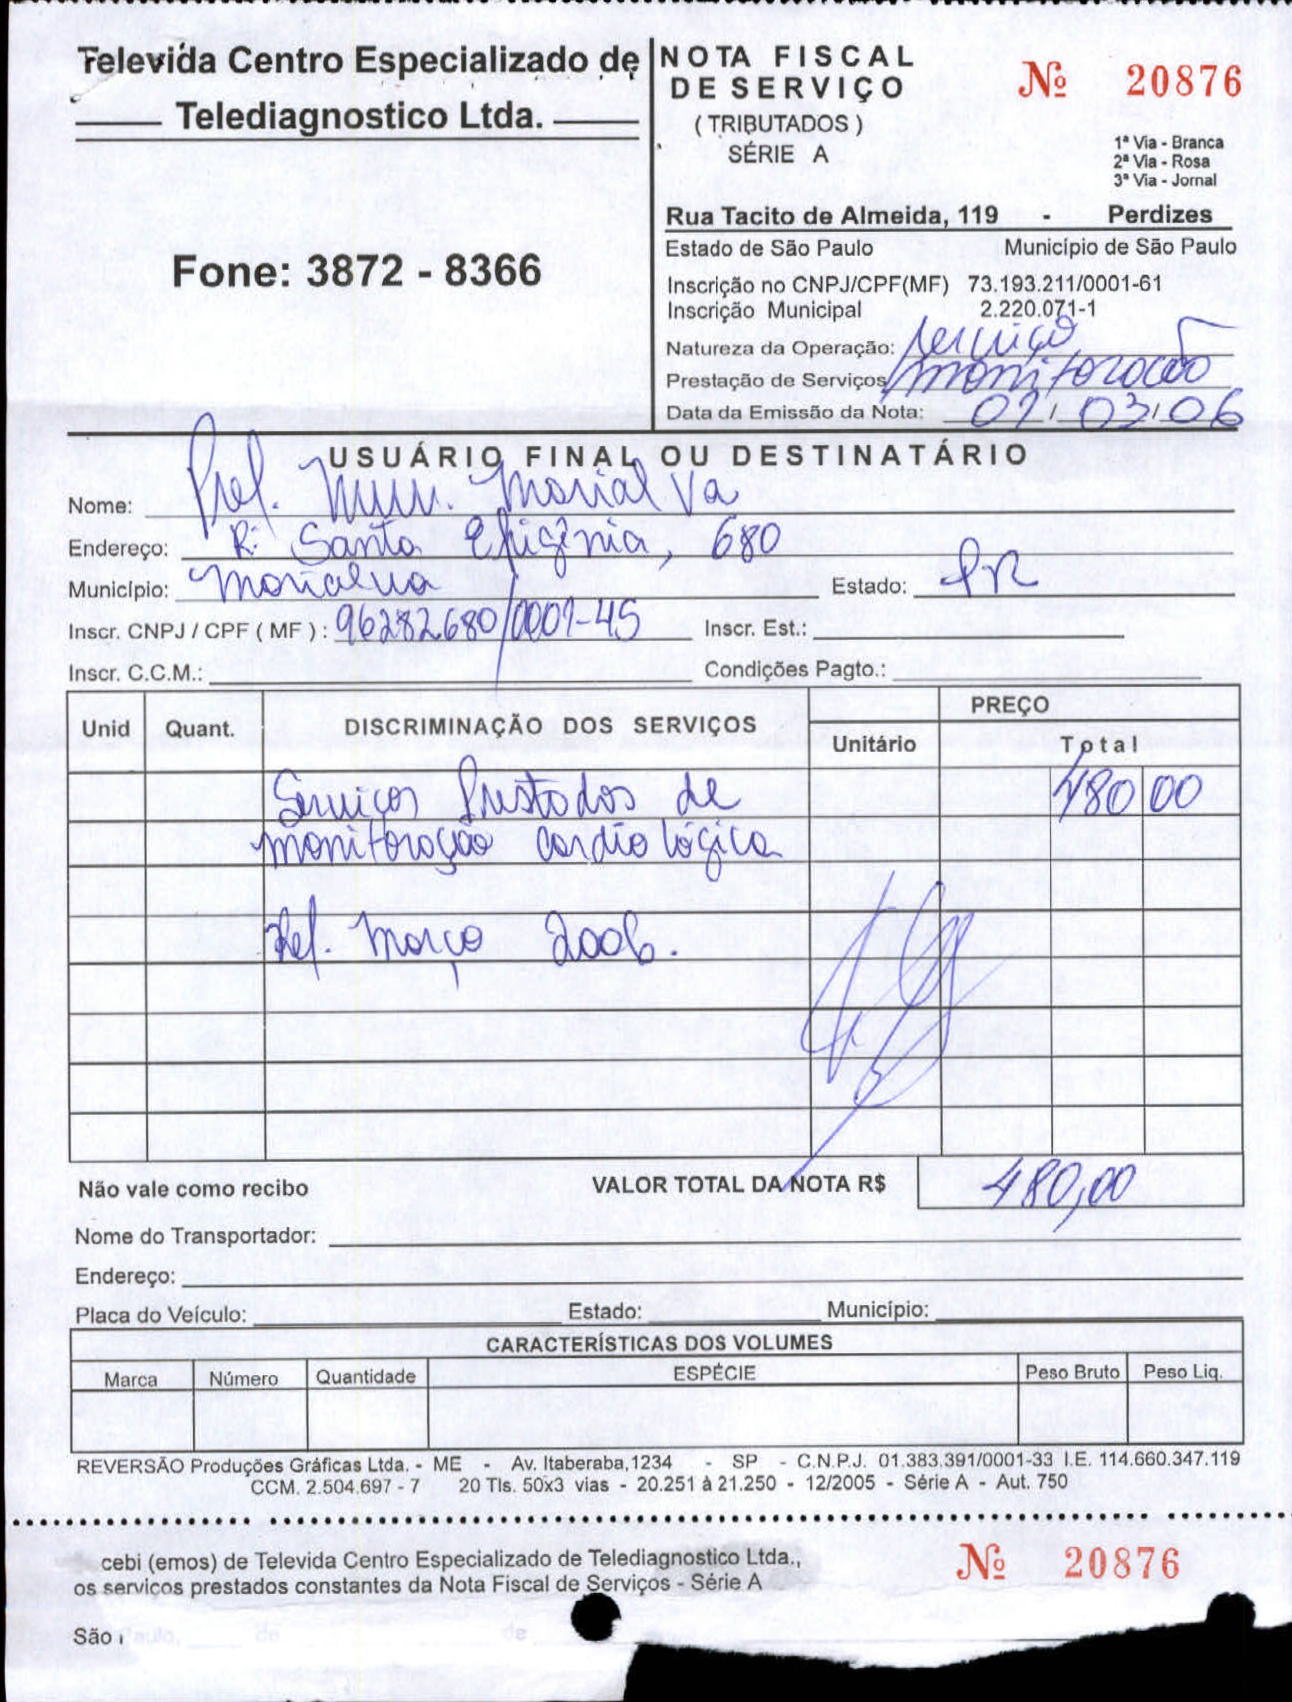 Televida Centro Especializado de
Telediagnostico Ltda.
Fone: 3872 - 8366
NOTA FISCAL
DE SERVIÇO
( TRIBUTADOS )
SÉRIE A
Nº 20876
1ª Via - Branca
2ª Via - Rosa
3ª Via - Jornal
Rua Tacito de Almeida, 119 - Perdizes
Estado de São Paulo Município de São Paulo
Inscrição no CNPJ/CPF(MF) 73.193.211/0001-61
Inscrição Municipal 2.220.071-1
Natureza da Operação: serviço
Prestação de Serviços monitoração
Data da Emissão da Nota: 01 / 03 / 06
USUÁRIO FINAL OU DESTINATÁRIO
Nome: Pref. Mun. Marialva
Endereço: R. Santa Efigênia, 680
Município: Marialva Estado: PR
Inscr. CNPJ / CPF ( MF ) : 96282680/0001-45 Inscr. Est.:
Inscr. C.C.M.: Condições Pagto.:
Unid Quant. DISCRIMINAÇÃO DOS SERVIÇOS PREÇO
Unitário Total
Serviços Prestados de 480 00
monitoração cardiológica
Ref. Março 2006.
Não vale como recibo VALOR TOTAL DA NOTA R$ 480,00
Nome do Transportador:
Endereço:
Placa do Veículo: Estado: Município:
CARACTERÍSTICAS DOS VOLUMES
Marca Número Quantidade ESPÉCIE Peso Bruto Peso Liq.
REVERSÃO Produções Gráficas Ltda. - ME - Av. Itaberaba,1234 - SP - C.N.P.J. 01.383.391/0001-33 I.E. 114.660.347.119
CCM. 2.504.697 - 7 20 Tls. 50x3 vias - 20.251 à 21.250 - 12/2005 - Série A - Aut. 750
cebi (emos) de Televida Centro Especializado de Telediagnostico Ltda.,
os serviços prestados constantes da Nota Fiscal de Serviços - Série A
Nº 20876
São Paulo, de de